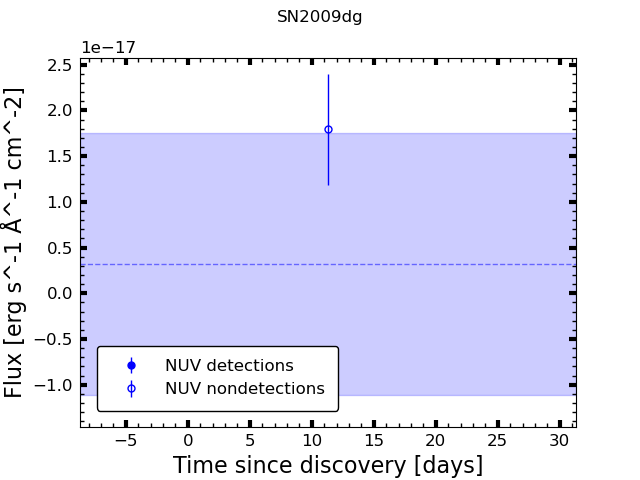 SN2009dg
1e−17
2.5
2.0
1.5
1.0
0.5
0.0
−0.5
−1.0
Flux [erg s^-1 Å^-1 cm^-2]
NUV detections
NUV nondetections
−5 0 5 10 15 20 25 30
Time since discovery [days]